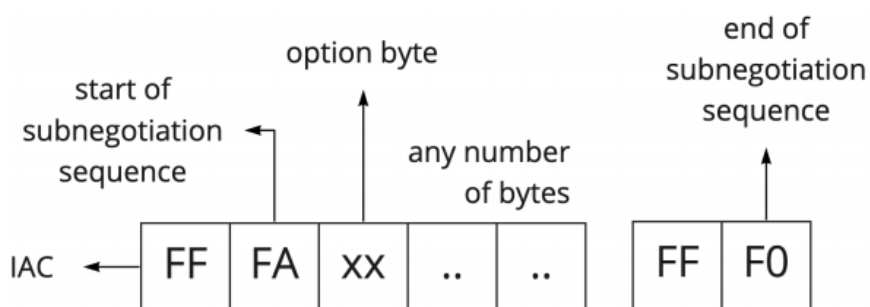 end of
subnegotiation
sequence
option byte
start of
subnegotiation
sequence
any number
of bytes
IAC
FF FA xx .. .. FF F0